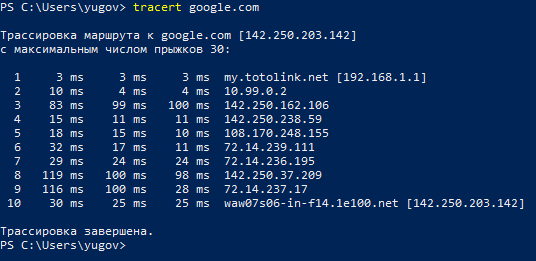 PS C:\Users\yugov> tracert google.com
Трассировка маршрута к google.com [142.250.203.142]
с максимальным числом прыжков 30:
1 3 ms 3 ms 3 ms my.totolink.net [192.168.1.1]
2 10 ms 4 ms 4 ms 10.99.0.2
3 83 ms 99 ms 100 ms 142.250.162.106
4 15 ms 11 ms 11 ms 142.250.238.59
5 18 ms 15 ms 10 ms 108.170.248.155
6 32 ms 17 ms 11 ms 72.14.239.111
7 29 ms 24 ms 24 ms 72.14.236.195
8 119 ms 100 ms 98 ms 142.250.37.209
9 116 ms 100 ms 28 ms 72.14.237.17
10 30 ms 25 ms 25 ms waw07s06-in-f14.1e100.net [142.250.203.142]
Трассировка завершена.
PS C:\Users\yugov>